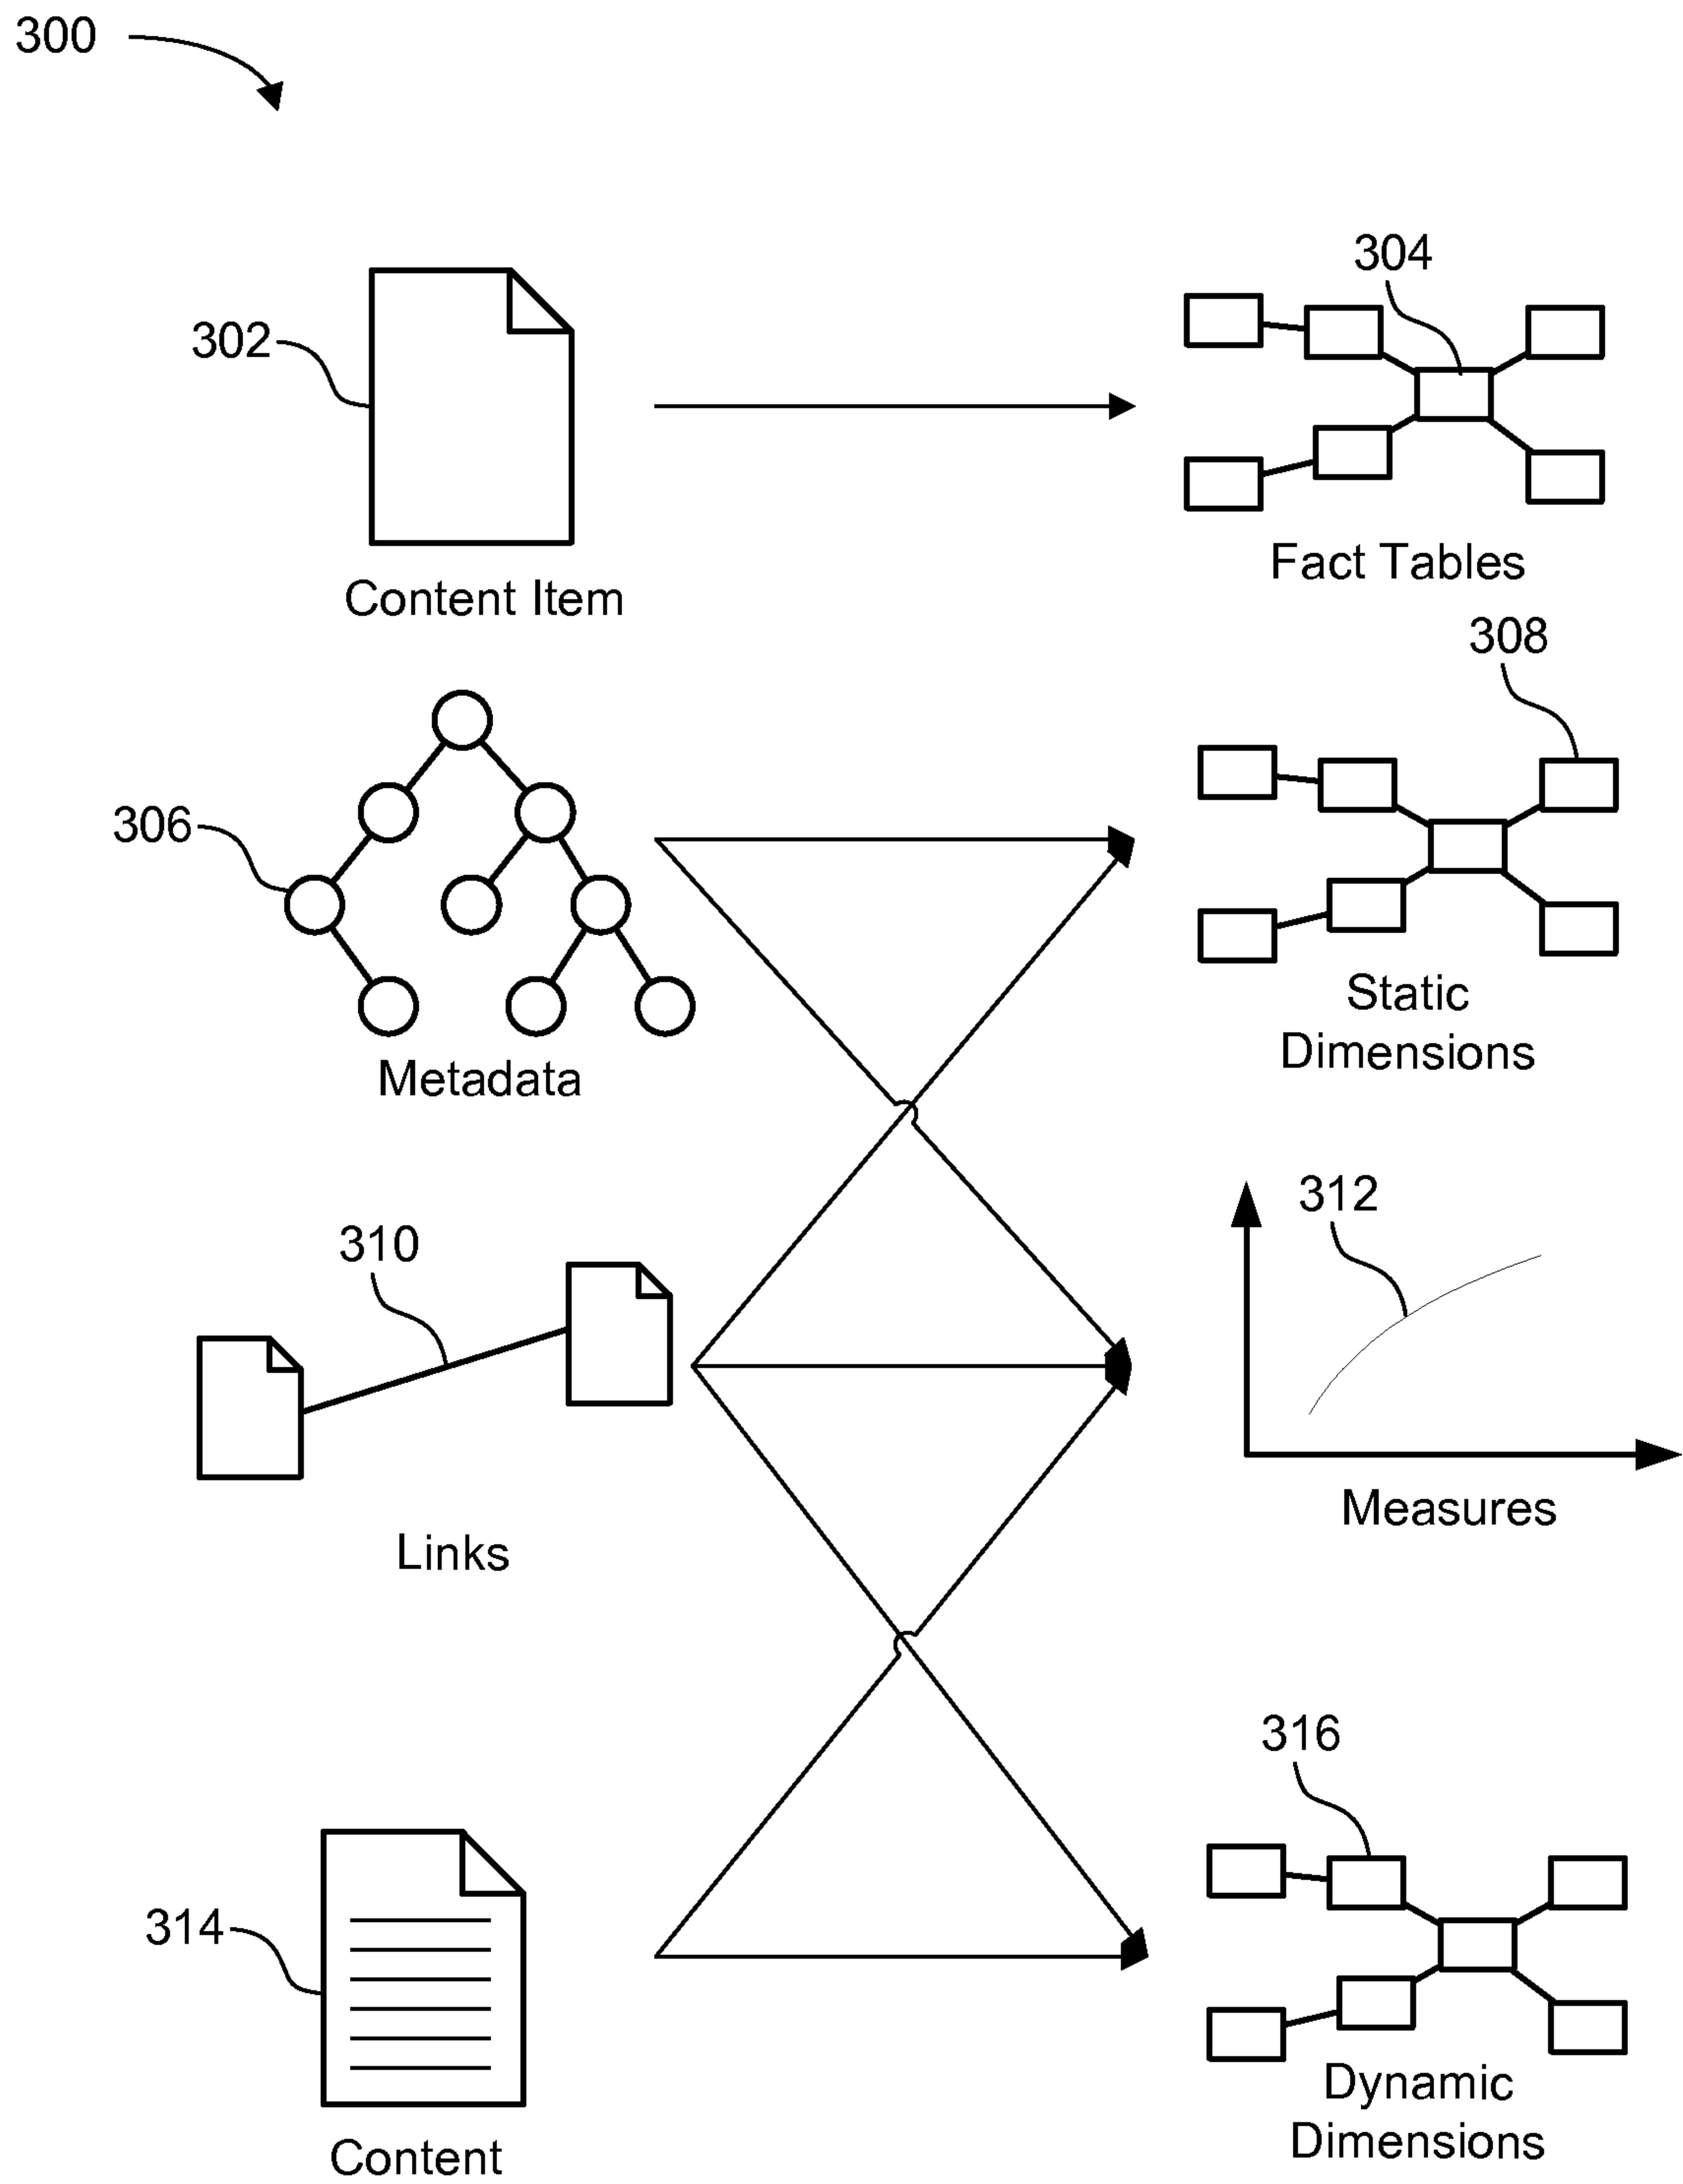 300
304
302
Fact Tables
Content Item
308
306
Static
Dimensions
Metadata
312
310
Measures
Links
316
314
Dynamic
Dimensions
Content